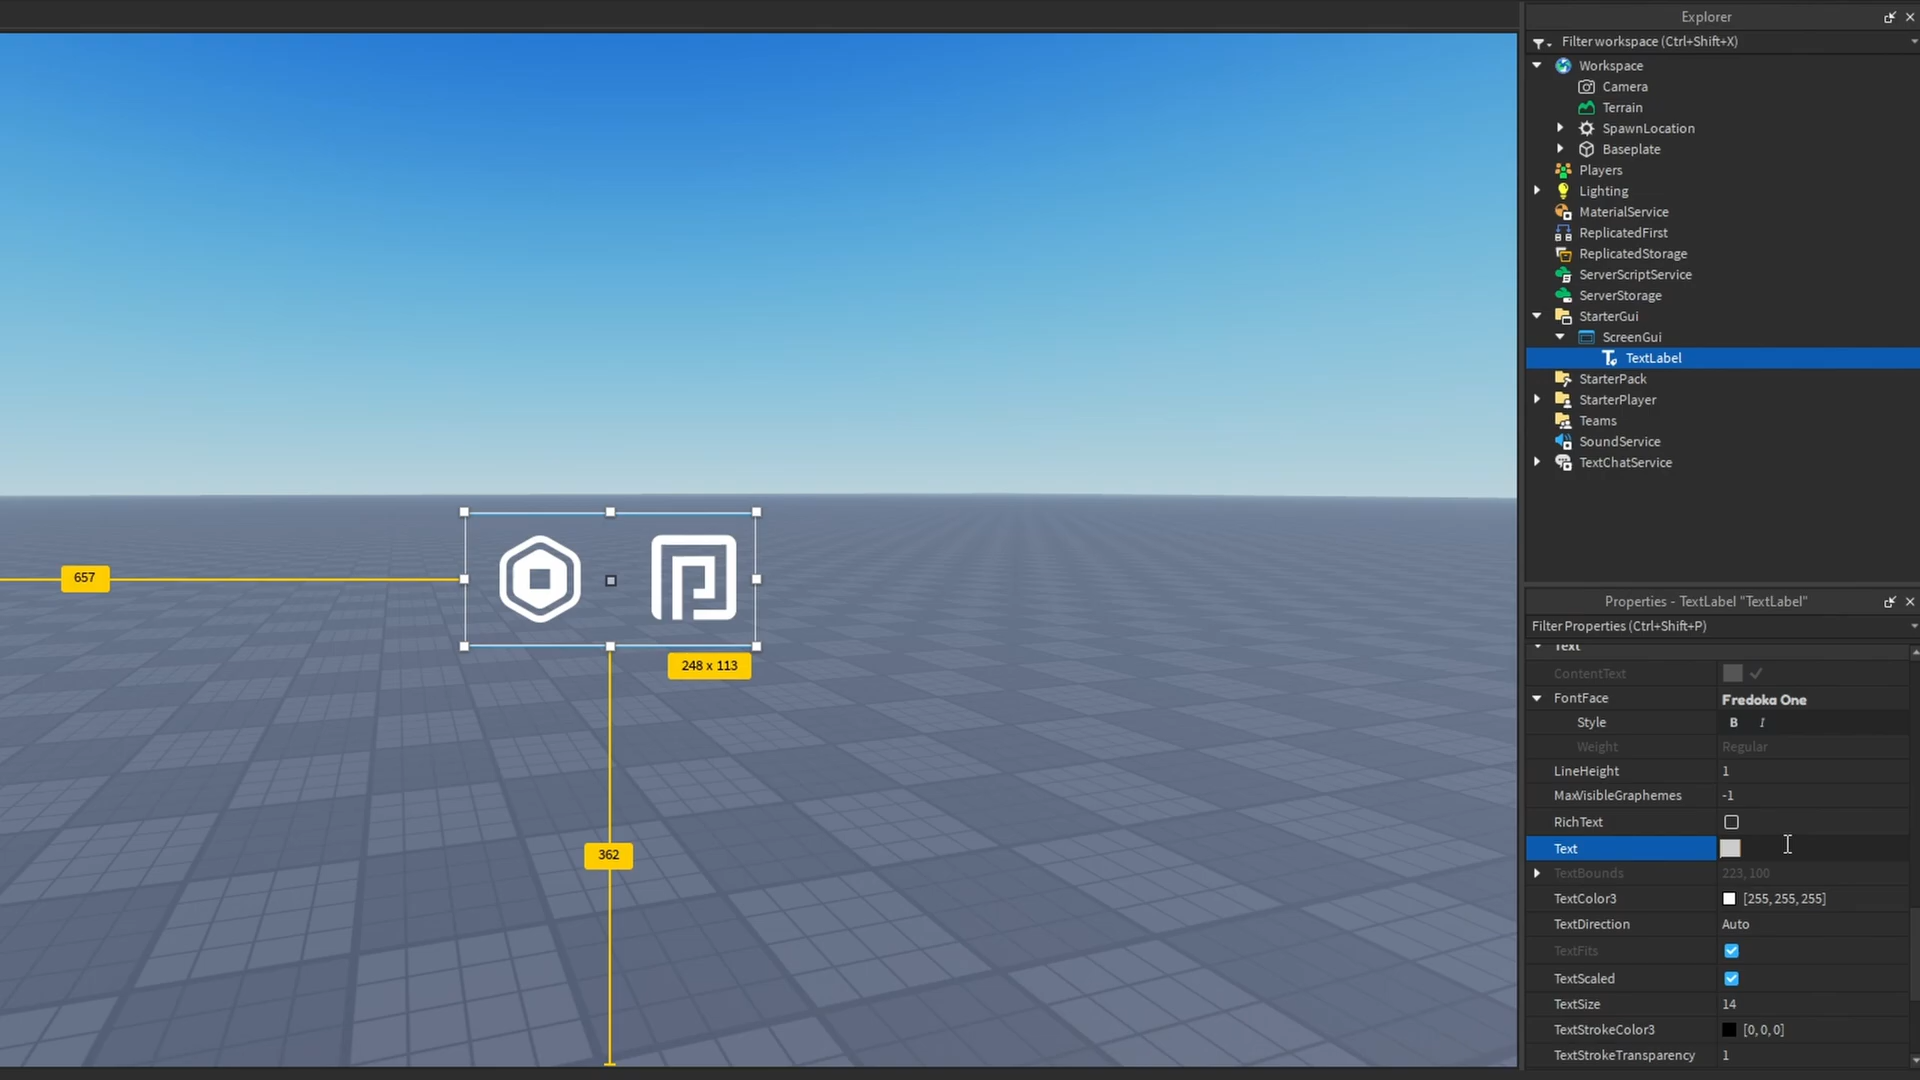 Explorer
Filter workspace (Ctrl+Shift+X)
Workspace
Camera
Terrain
SpawnLocation
Baseplate
Players
Lighting
MaterialService
ReplicatedFirst
ReplicatedStorage
ServerScriptService
ServerStorage
StarterGui
ScreenGui
TextLabel
StarterPack
StarterPlayer
Teams
SoundService
TextChatService
657
248 x 113
362
Properties - TextLabel "TextLabel"
Filter Properties (Ctrl+Shift+P)
Text
ContentText
FontFace Fredoka One
Style B I
Weight Regular
LineHeight 1
MaxVisibleGraphemes -1
RichText
Text
TextBounds 223, 100
TextColor3 [255, 255, 255]
TextDirection Auto
TextFits
TextScaled
TextSize 14
TextStrokeColor3 [0, 0, 0]
TextStrokeTransparency 1